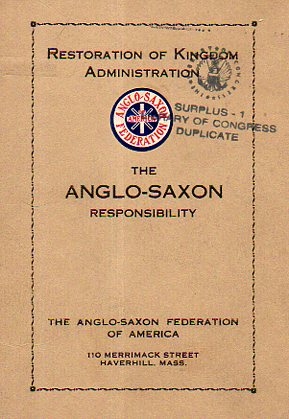 RESTORATION OF KINGDOM
ADMINISTRATION
ANGLO-SAXON
AMERICA
FEDERATION
SURPLUS - 1
RY OF CONGRESS
DUPLICATE
THE
ANGLO-SAXON
RESPONSIBILITY
THE ANGLO-SAXON FEDERATION
OF AMERICA
110 MERRIMACK STREET
HAVERHILL, MASS.